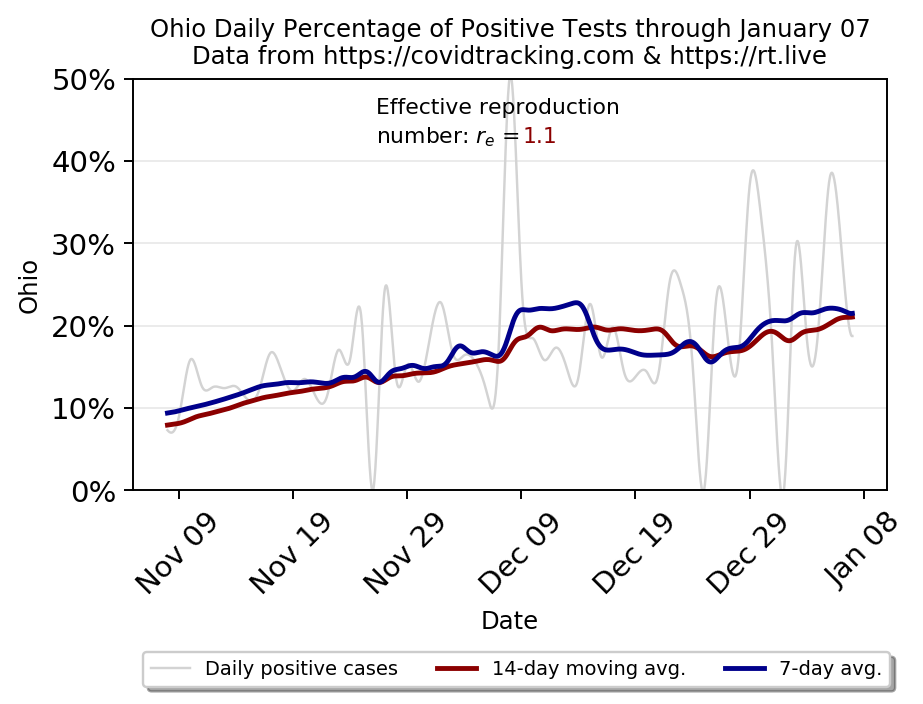 Ohio Daily Percentage of Positive Tests through January 07
Data from https://covidtracking.com & https://rt.live
50%
40%
30%
20%
10%
0%
Ohio
Effective reproduction
number: rₑ =1.1
Nov 09
Nov 19
Nov 29
Dec 09
Dec 19
Dec 29
Jan 08
Date
Daily positive cases
14-day moving avg.
7-day avg.